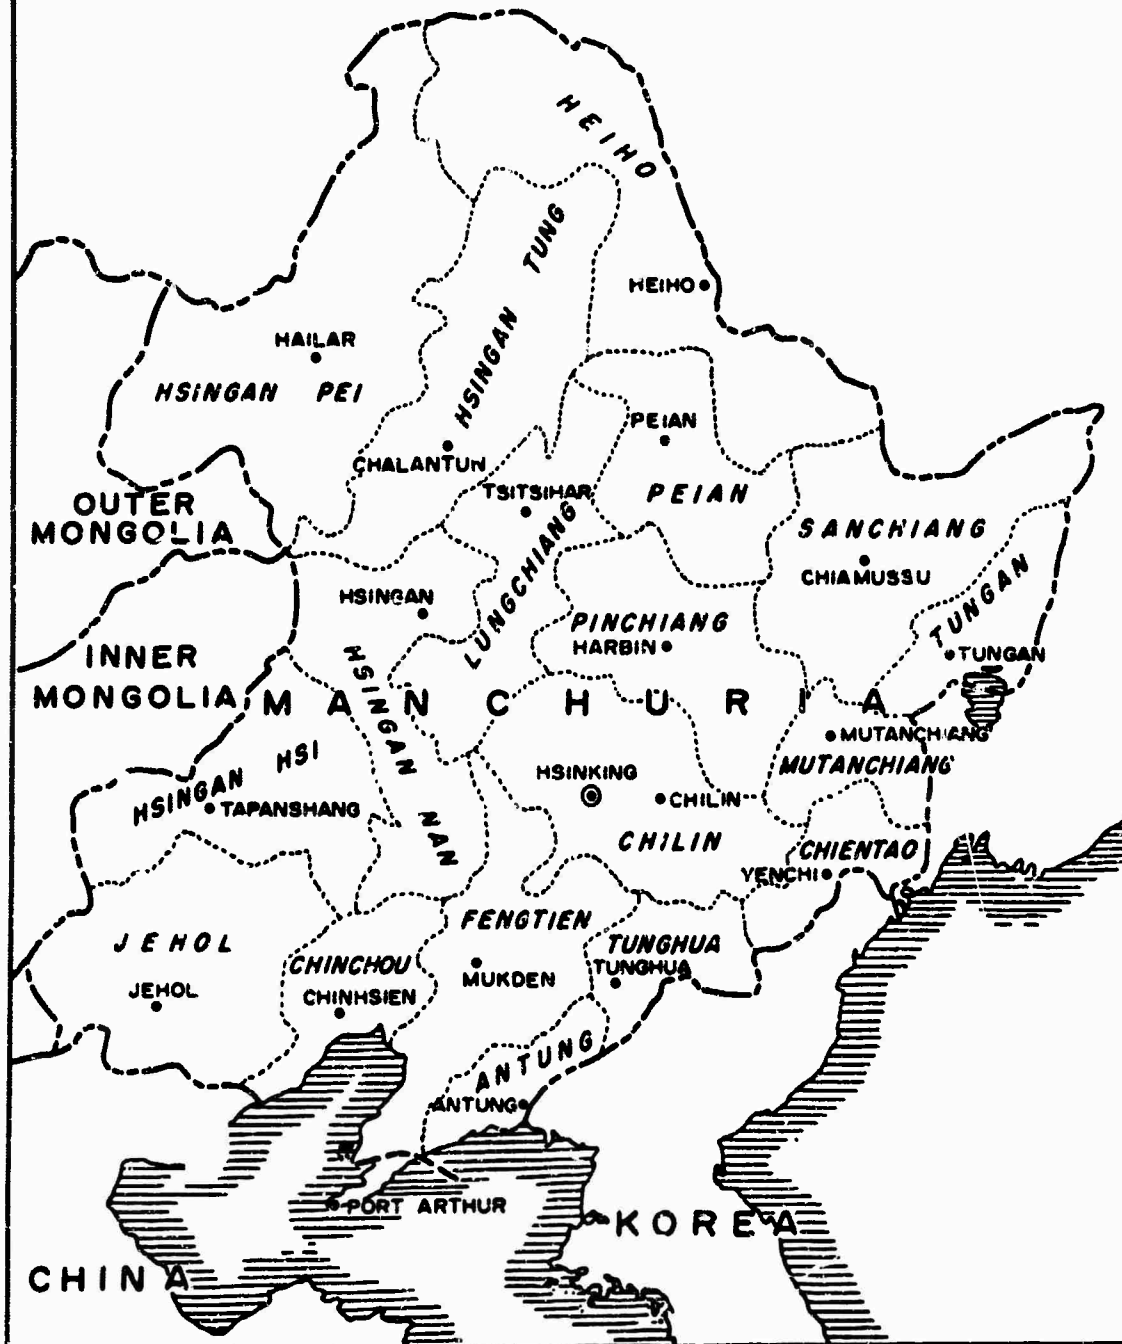 HEIHO
HSINGAN TUNG
HEIHO
HAILAR
HSINGAN PEI
PEIAN
CHALANTUN
TSITSIHAR
PEIAN
OUTER
MONGOLIA
SANCHIANG
LUNGCHIANG
CHIAMUSSU
TUNGAN
HSINGAN
PINCHIANG
HARBIN
TUNGAN
INNER
MONGOLIA
MANCHURIA
HSINGAN NAN
MUTANCHIANG
MUTANCHIANG
HSINGAN HSI
TAPANSHANG
HSINKING
CHILIN
CHILIN
CHIENTAO
YENCHI
FENGTIEN
JEHOL
CHINCHOU
TUNGHUA
TUNGHUA
MUKDEN
JEHOL
CHINHSIEN
ANTUNG
ANTUNG
PORT ARTHUR
KOREA
CHINA